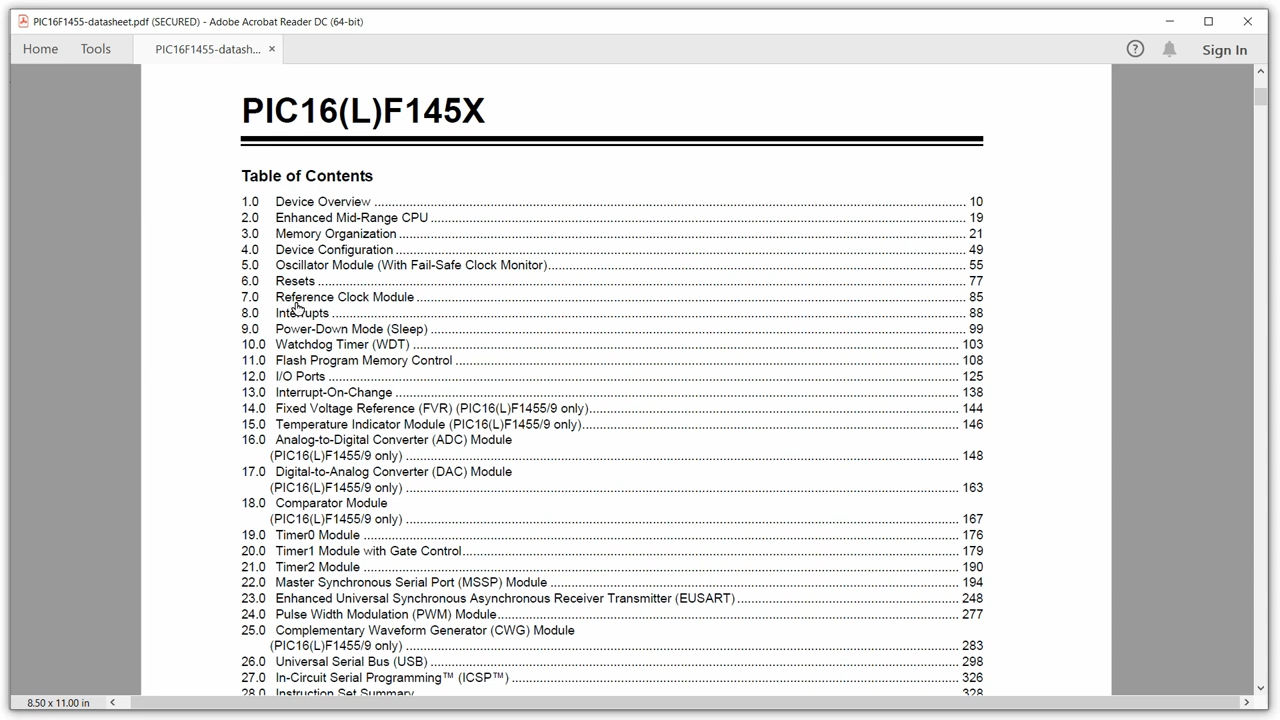 PIC16F1455-datasheet.pdf (SECURED) - Adobe Acrobat Reader DC (64-bit)
Home Tools PIC16F1455-datash... × Sign In
PIC16(L)F145X
Table of Contents
1.0 Device Overview 10
2.0 Enhanced Mid-Range CPU 19
3.0 Memory Organization 21
4.0 Device Configuration 49
5.0 Oscillator Module (With Fail-Safe Clock Monitor) 55
6.0 Resets 77
7.0 Reference Clock Module 85
8.0 Interrupts 88
9.0 Power-Down Mode (Sleep) 99
10.0 Watchdog Timer (WDT) 103
11.0 Flash Program Memory Control 108
12.0 I/O Ports 125
13.0 Interrupt-On-Change 138
14.0 Fixed Voltage Reference (FVR) (PIC16(L)F1455/9 only) 144
15.0 Temperature Indicator Module (PIC16(L)F1455/9 only) 146
16.0 Analog-to-Digital Converter (ADC) Module
(PIC16(L)F1455/9 only) 148
17.0 Digital-to-Analog Converter (DAC) Module
(PIC16(L)F1455/9 only) 163
18.0 Comparator Module
(PIC16(L)F1455/9 only) 167
19.0 Timer0 Module 176
20.0 Timer1 Module with Gate Control 179
21.0 Timer2 Module 190
22.0 Master Synchronous Serial Port (MSSP) Module 194
23.0 Enhanced Universal Synchronous Asynchronous Receiver Transmitter (EUSART) 248
24.0 Pulse Width Modulation (PWM) Module 277
25.0 Complementary Waveform Generator (CWG) Module
(PIC16(L)F1455/9 only) 283
26.0 Universal Serial Bus (USB) 298
27.0 In-Circuit Serial Programming™ (ICSP™) 326
28.0 Instruction Set Summary 328
8.50 x 11.00 in